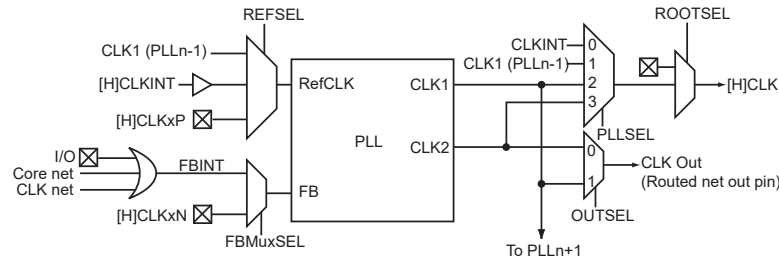 REFSEL
ROOTSEL
CLK1 (PLLn-1)
[H]CLKINT
[H]CLKxP
RefCLK
CLK1
PLL
CLK2
FB
CLKINT
CLK1 (PLLn-1)
0
1
2
3
PLLSEL
[H]CLK
I/O
Core net
CLK net
FBINT
[H]CLKxN
FBMuxSEL
0
1
CLK Out
(Routed net out pin)
OUTSEL
To PLLn+1